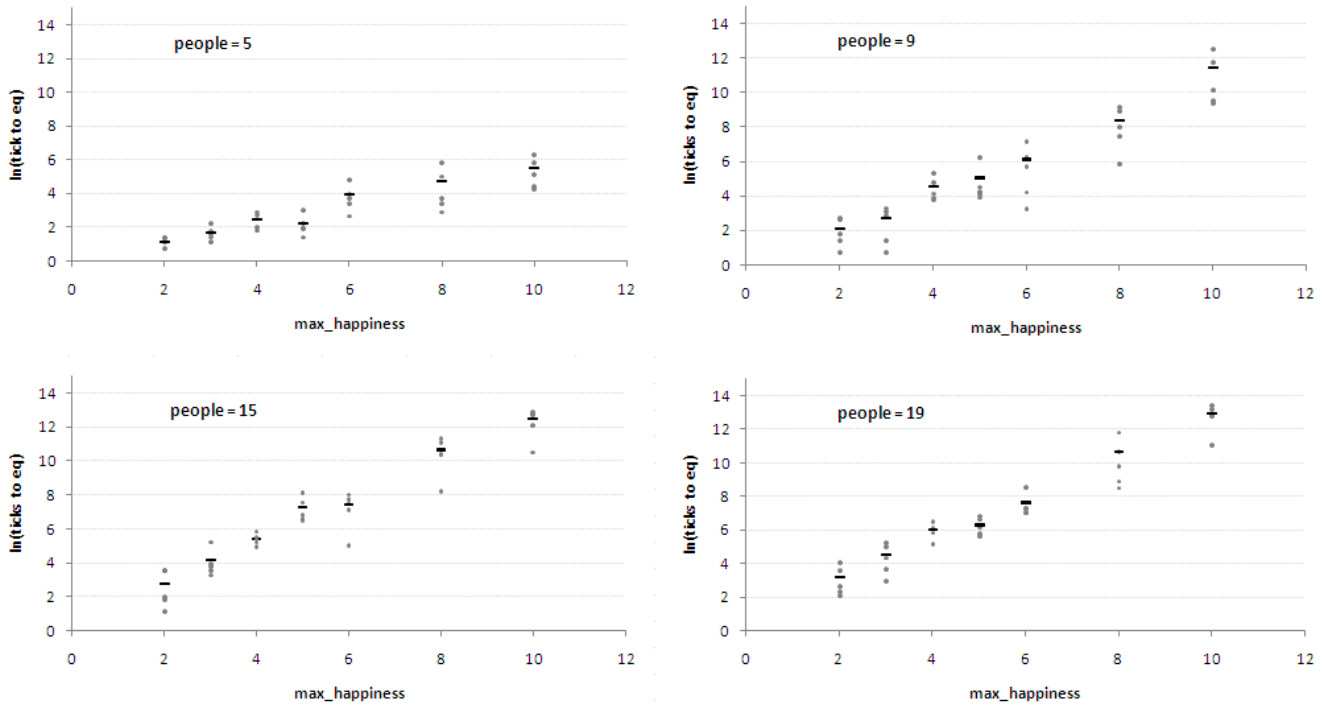 people = 5
ln(tick to eq)
14
12
10
8
6
4
2
0
0 2 4 6 8 10 12
max_happiness
people = 9
ln(ticks to eq)
14
12
10
8
6
4
2
0
0 2 4 6 8 10 12
max_happiness
people = 15
ln(ticks to eq)
14
12
10
8
6
4
2
0
0 2 4 6 8 10 12
max_happiness
people = 19
ln(ticks to eq)
14
12
10
8
6
4
2
0
0 2 4 6 8 10 12
max_happiness